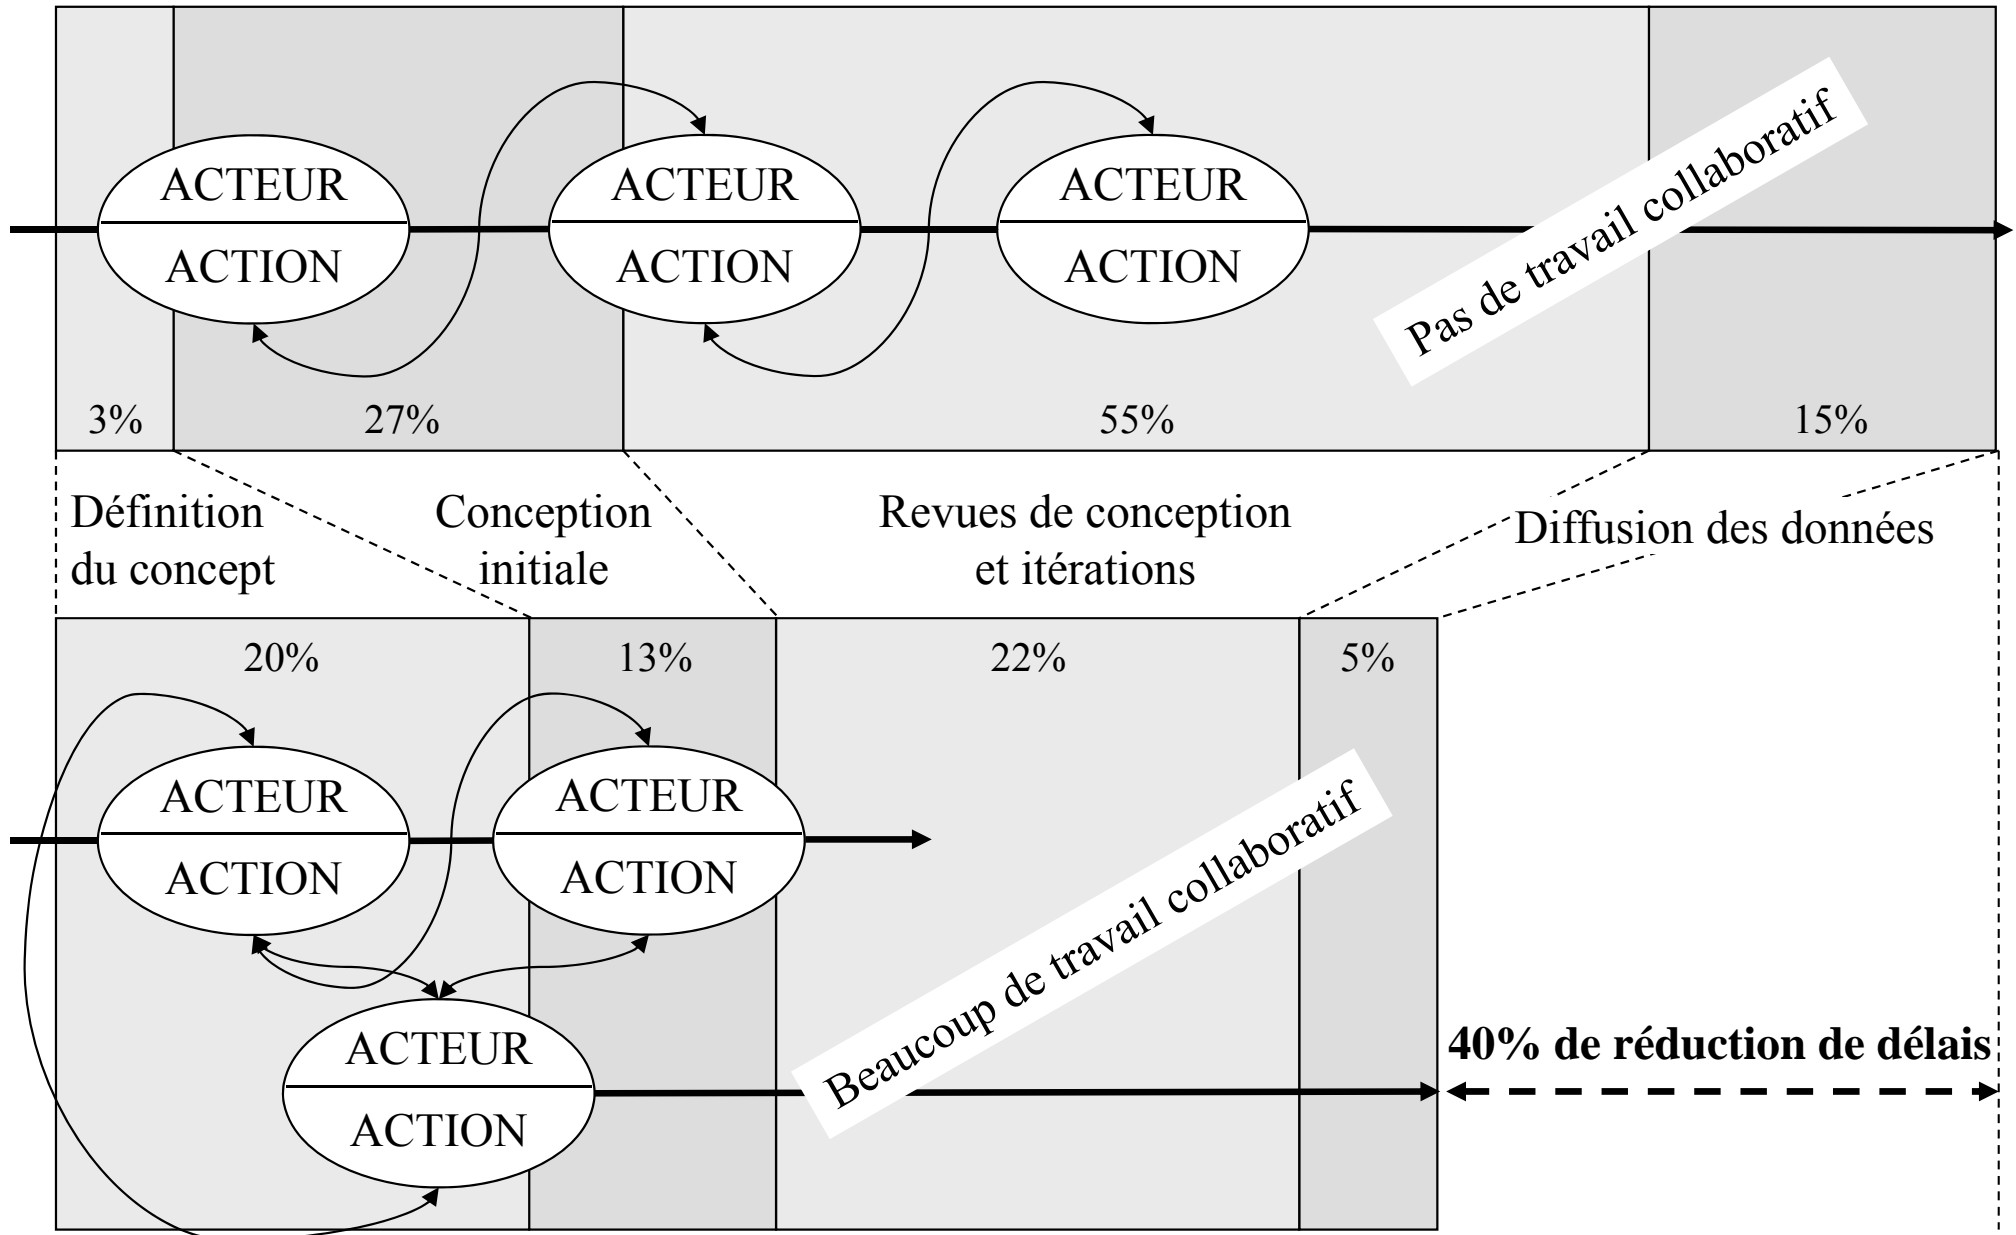 ACTEUR
ACTION
ACTEUR
ACTION
ACTEUR
ACTION
Pas de travail collaboratif
3%
27%
55%
15%
Définition
du concept
Conception
initiale
Revues de conception
et itérations
Diffusion des données
20%
13%
22%
5%
ACTEUR
ACTION
ACTEUR
ACTION
ACTEUR
ACTION
Beaucoup de travail collaboratif
40% de réduction de délais